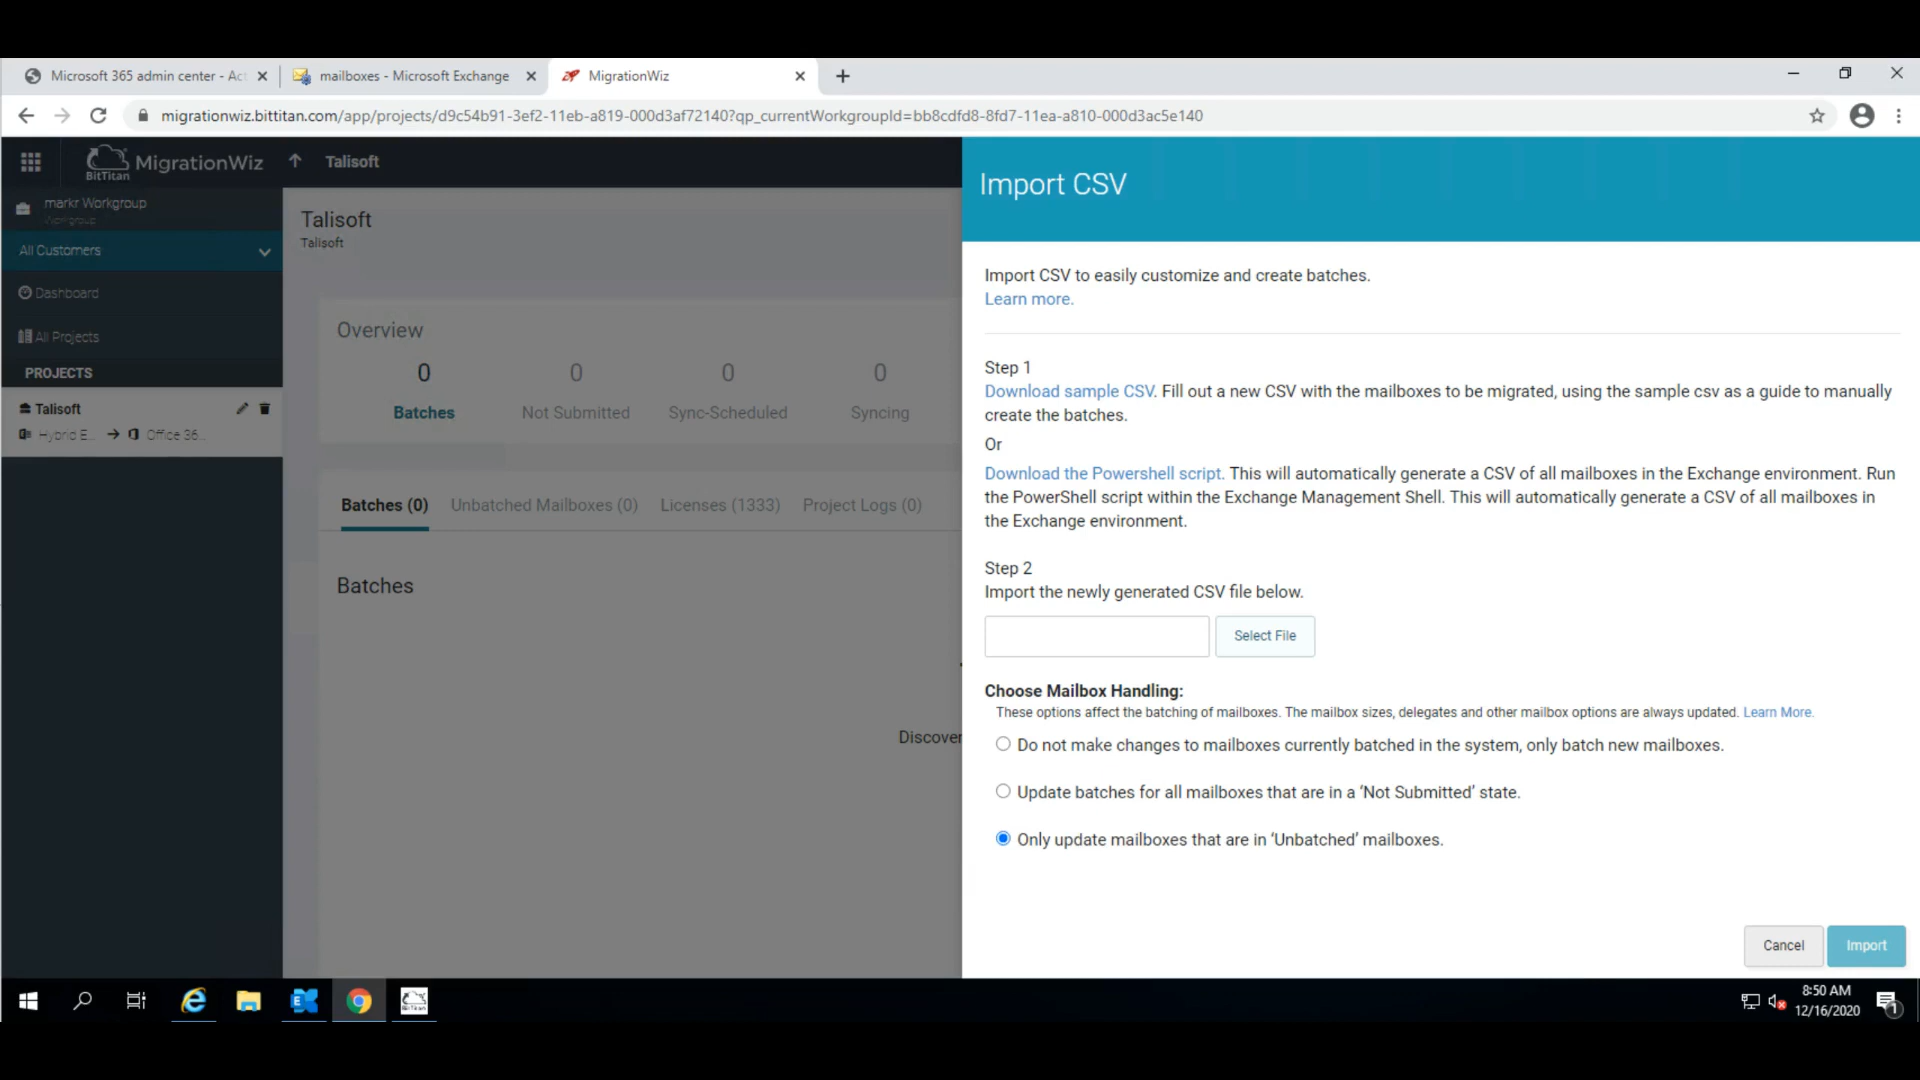 Microsoft 365 admin center - Act
mailboxes - Microsoft Exchange
MigrationWiz
migrationwiz.bittitan.com/app/projects/d9c54b91-3ef2-11eb-a819-000d3af72140?qp_currentWorkgroupId=bb8cdfd8-8fd7-11ea-a810-000d3ac5e140
BitTitan MigrationWiz
Talisoft
markr Workgroup
Workgroup
All Customers
Dashboard
All Projects
PROJECTS
Talisoft
Hybrid E...
Office 36...
Talisoft
Talisoft
Overview
0 0 0 0
Batches Not Submitted Sync-Scheduled Syncing
Batches (0) Unbatched Mailboxes (0) Licenses (1333) Project Logs (0)
Batches
Discover
Import CSV
Import CSV to easily customize and create batches.
Learn more.
Step 1
Download sample CSV. Fill out a new CSV with the mailboxes to be migrated, using the sample csv as a guide to manually
create the batches.
Or
Download the Powershell script. This will automatically generate a CSV of all mailboxes in the Exchange environment. Run
the PowerShell script within the Exchange Management Shell. This will automatically generate a CSV of all mailboxes in
the Exchange environment.
Step 2
Import the newly generated CSV file below.
Select File
Choose Mailbox Handling:
These options affect the batching of mailboxes. The mailbox sizes, delegates and other mailbox options are always updated. Learn More.
Do not make changes to mailboxes currently batched in the system, only batch new mailboxes.
Update batches for all mailboxes that are in a ‘Not Submitted’ state.
Only update mailboxes that are in ‘Unbatched’ mailboxes.
Cancel
Import
BitTitan
8:50 AM
12/16/2020
1